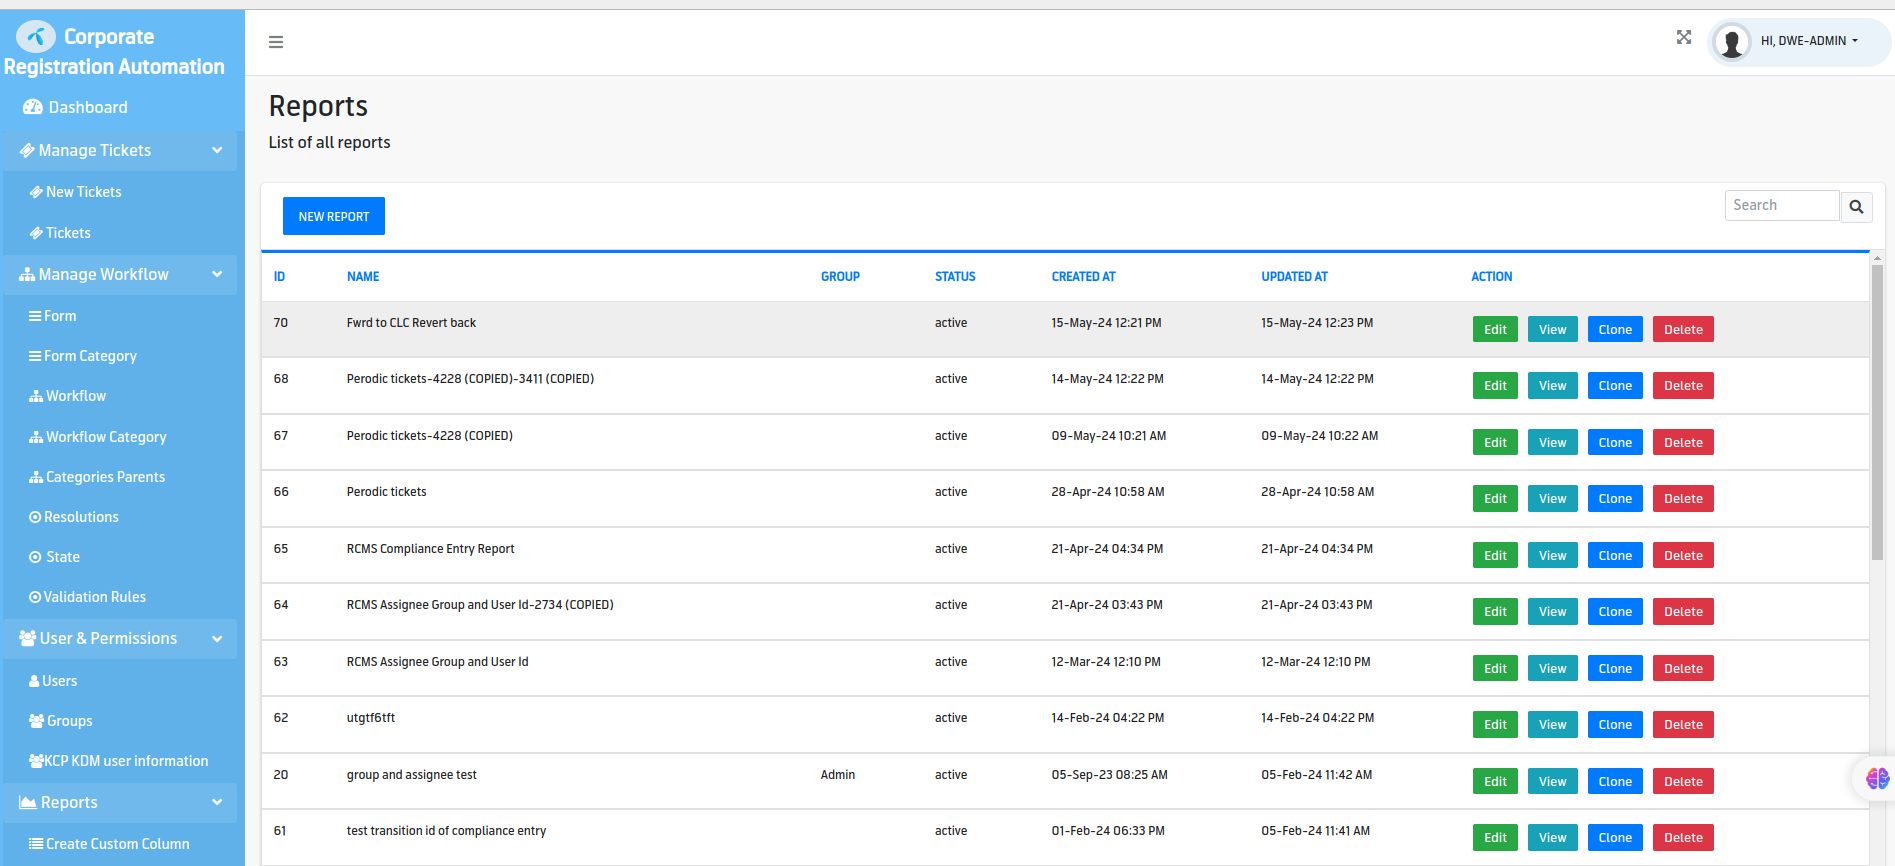 Corporate
Registration Automation
Dashboard
Manage Tickets
New Tickets
Tickets
Manage Workflow
Form
Form Category
Workflow
Workflow Category
Categories Parents
Resolutions
State
Validation Rules
User & Permissions
Users
Groups
KCP KDM user information
Reports
Create Custom Column
HI, DWE-ADMIN
Reports
List of all reports
NEW REPORT
Search
ID NAME GROUP STATUS CREATED AT UPDATED AT ACTION
70 Fwrd to CLC Revert back active 15-May-24 12:21 PM 15-May-24 12:23 PM Edit View Clone Delete
68 Perodic tickets-4228 (COPIED)-3411 (COPIED) active 14-May-24 12:22 PM 14-May-24 12:22 PM Edit View Clone Delete
67 Perodic tickets-4228 (COPIED) active 09-May-24 10:21 AM 09-May-24 10:22 AM Edit View Clone Delete
66 Perodic tickets active 28-Apr-24 10:58 AM 28-Apr-24 10:58 AM Edit View Clone Delete
65 RCMS Compliance Entry Report active 21-Apr-24 04:34 PM 21-Apr-24 04:34 PM Edit View Clone Delete
64 RCMS Assignee Group and User Id-2734 (COPIED) active 21-Apr-24 03:43 PM 21-Apr-24 03:43 PM Edit View Clone Delete
63 RCMS Assignee Group and User Id active 12-Mar-24 12:10 PM 12-Mar-24 12:10 PM Edit View Clone Delete
62 utgtf6tft active 14-Feb-24 04:22 PM 14-Feb-24 04:22 PM Edit View Clone Delete
20 group and assignee test Admin active 05-Sep-23 08:25 AM 05-Feb-24 11:42 AM Edit View Clone Delete
61 test transition id of compliance entry active 01-Feb-24 06:33 PM 05-Feb-24 11:41 AM Edit View Clone Delete